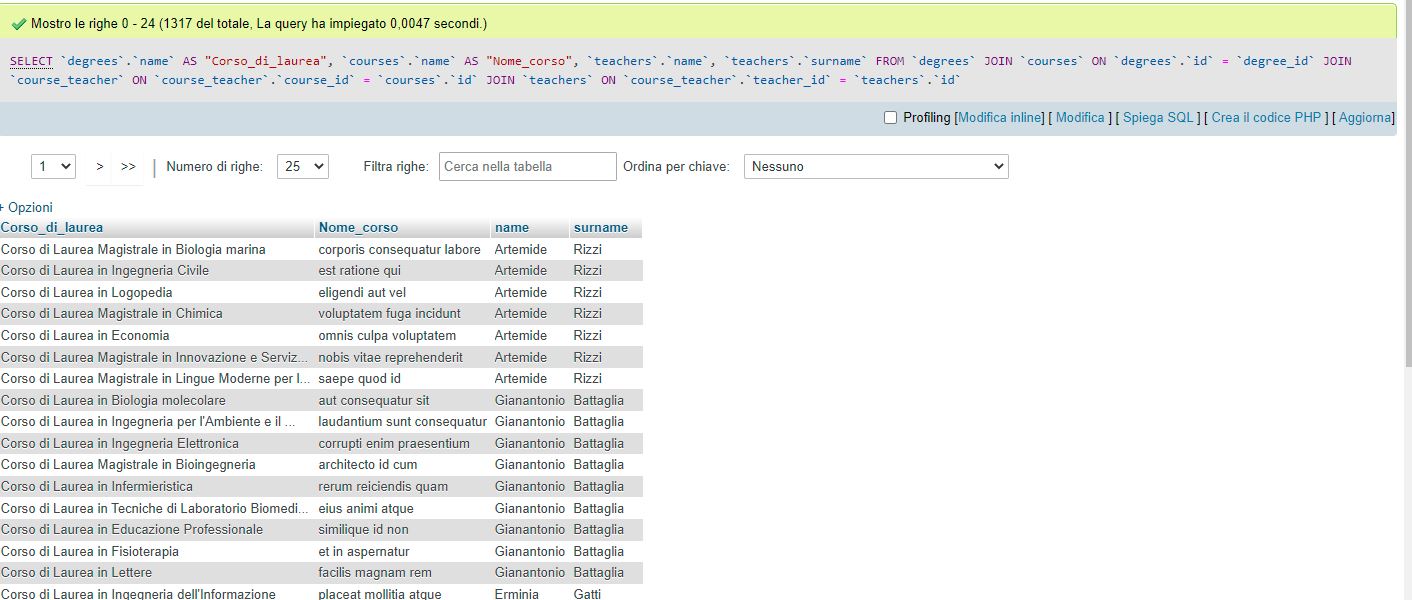 Mostro le righe 0 - 24 (1317 del totale, La query ha impiegato 0,0047 secondi.)
SELECT `degrees`.`name` AS "Corso_di_laurea", `courses`.`name` AS "Nome_corso", `teachers`.`name`, `teachers`.`surname` FROM `degrees` JOIN `courses` ON `degrees`.`id` = `degree_id` JOIN
`course_teacher` ON `course_teacher`.`course_id` = `courses`.`id` JOIN `teachers` ON `course_teacher`.`teacher_id` = `teachers`.`id`
Profiling [Modifica inline] [ Modifica ] [ Spiega SQL ] [ Crea il codice PHP ] [ Aggiorna]
1 > >> | Numero di righe: 25 Filtra righe: Cerca nella tabella Ordina per chiave: Nessuno
+ Opzioni
Corso_di_laurea Nome_corso name surname
Corso di Laurea Magistrale in Biologia marina corporis consequatur labore Artemide Rizzi
Corso di Laurea in Ingegneria Civile est ratione qui Artemide Rizzi
Corso di Laurea in Logopedia eligendi aut vel Artemide Rizzi
Corso di Laurea Magistrale in Chimica voluptatem fuga incidunt Artemide Rizzi
Corso di Laurea in Economia omnis culpa voluptatem Artemide Rizzi
Corso di Laurea Magistrale in Innovazione e Serviz... nobis vitae reprehenderit Artemide Rizzi
Corso di Laurea Magistrale in Lingue Moderne per l... saepe quod id Artemide Rizzi
Corso di Laurea in Biologia molecolare aut consequatur sit Gianantonio Battaglia
Corso di Laurea in Ingegneria per l'Ambiente e il ... laudantium sunt consequatur Gianantonio Battaglia
Corso di Laurea in Ingegneria Elettronica corrupti enim praesentium Gianantonio Battaglia
Corso di Laurea Magistrale in Bioingegneria architecto id cum Gianantonio Battaglia
Corso di Laurea in Infermieristica rerum reiciendis quam Gianantonio Battaglia
Corso di Laurea in Tecniche di Laboratorio Biomedi... eius animi atque Gianantonio Battaglia
Corso di Laurea in Educazione Professionale similique id non Gianantonio Battaglia
Corso di Laurea in Fisioterapia et in aspernatur Gianantonio Battaglia
Corso di Laurea in Lettere facilis magnam rem Gianantonio Battaglia
Corso di Laurea in Ingegneria dell'Informazione placeat mollitia atque Erminia Gatti